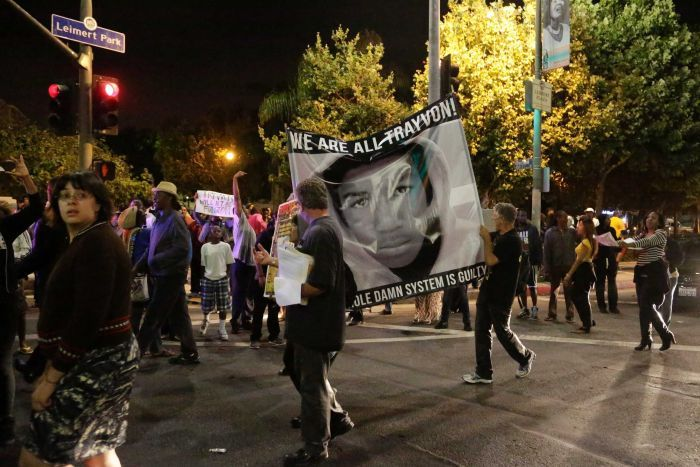 Leimert Park
WE ARE ALL TRAYVON!
OLE DAMN SYSTEM IS GUILTY